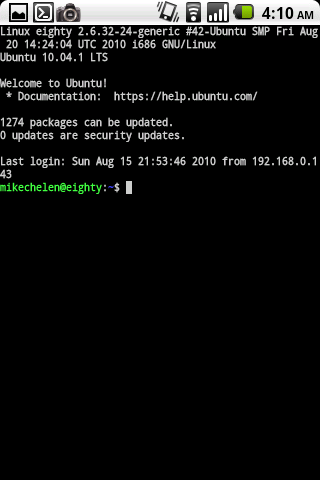 4:10 AM
Linux eighty 2.6.32-24-generic #42-Ubuntu SMP Fri Aug
 20 14:24:04 UTC 2010 i686 GNU/Linux
Ubuntu 10.04.1 LTS
Welcome to Ubuntu!
 * Documentation:  https://help.ubuntu.com/
1274 packages can be updated.
0 updates are security updates.
Last login: Sun Aug 15 21:53:46 2010 from 192.168.0.1
43
mikechelen@eighty:~$